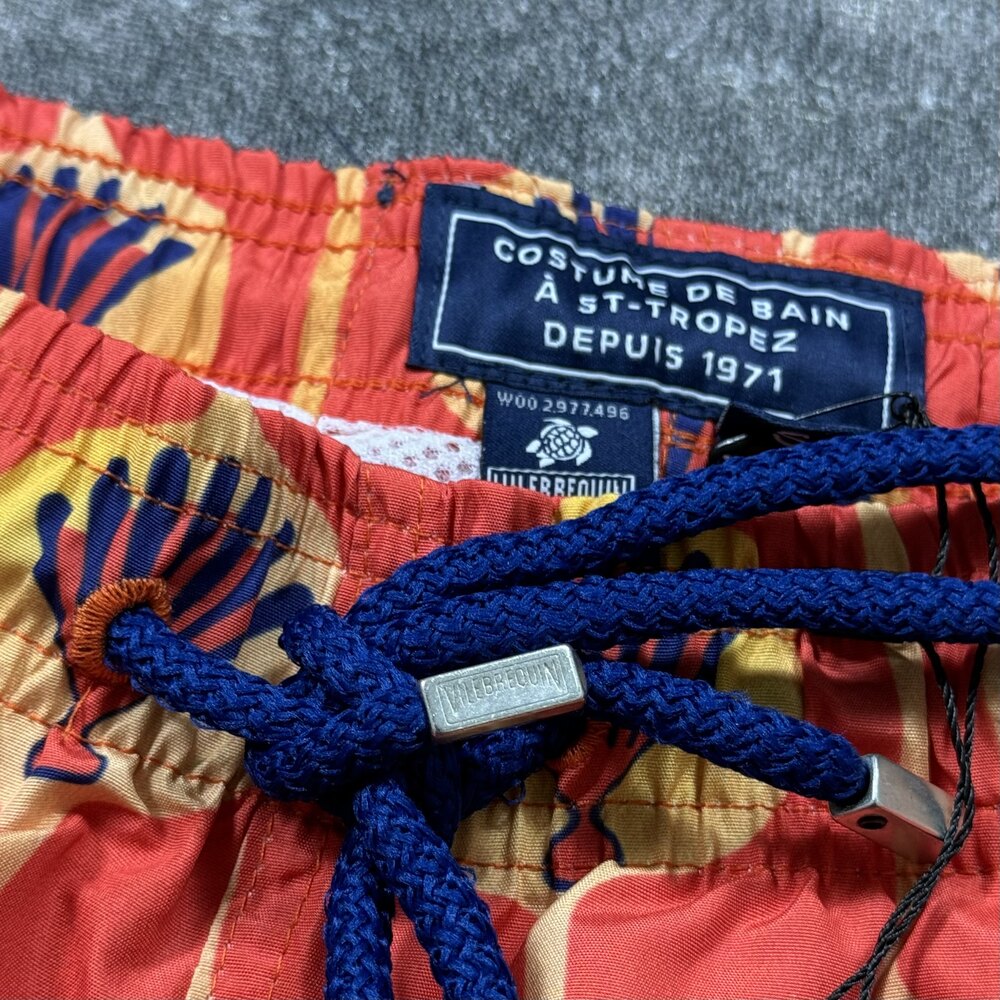 COSTUME DE BAIN
À ST-TROPEZ
DEPUIS 1971
W00 2.977.496
VILEBREQUIN
VILEBREQUIN